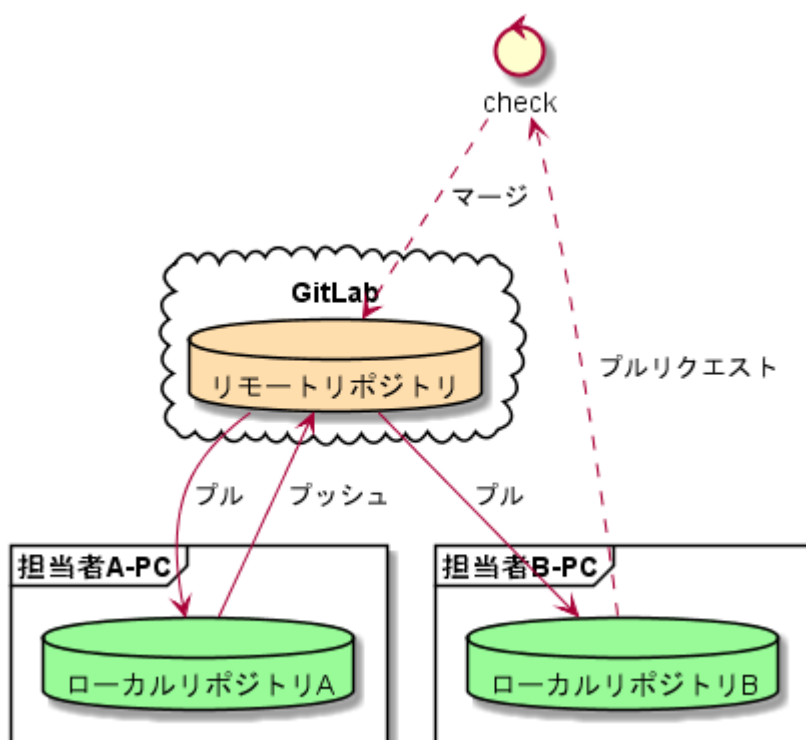 check
マージ
GitLab
リモートリポジトリ
プルリクエスト
プル
プッシュ
プル
担当者A-PC
担当者B-PC
ローカルリポジトリA
ローカルリポジトリB